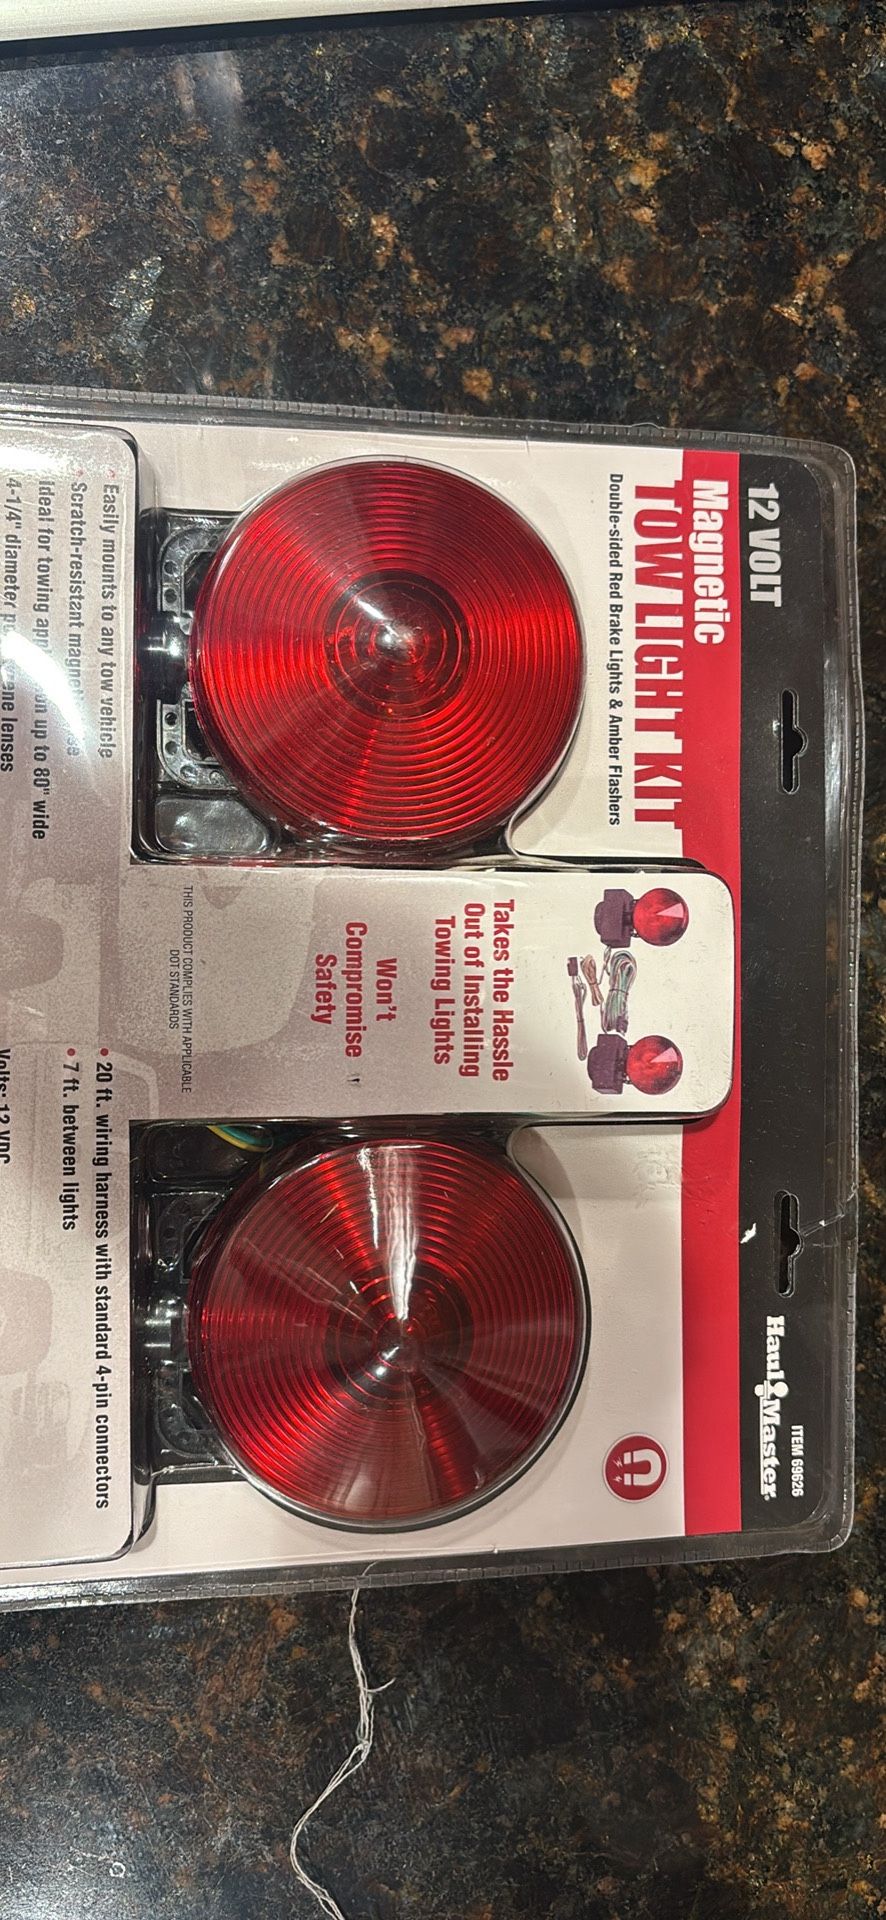 12 VOLT
Magnetic
TOW LIGHT KIT
Double-sided Red Brake Lights & Amber Flashers
ITEM 69626
Haul Master.
Takes the Hassle
Out of Installing
Towing Lights
Won't
Compromise
Safety
THIS PRODUCT COMPLIES WITH APPLICABLE
DOT STANDARDS
• Easily mounts to any tow vehicle
• Scratch-resistant
Ideal for towing up to 80" wide
4-1/4" diameter lenses
• 20 ft. wiring harness with standard 4-pin connectors
• 7 ft. between lights
Volts: 12 VDC